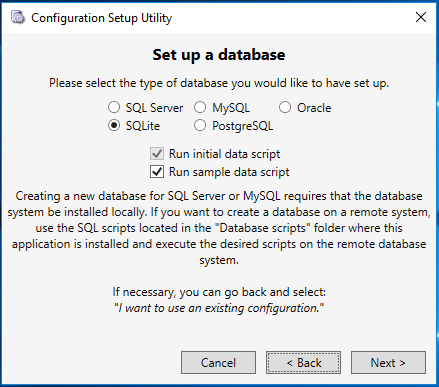 Configuration Setup Utility
Set up a database
Please select the type of database you would like to have set up.
SQL Server MySQL Oracle
SQLite PostgreSQL
Run initial data script
Run sample data script
Creating a new database for SQL Server or MySQL requires that the database
system be installed locally. If you want to create a database on a remote system,
use the SQL scripts located in the "Database scripts" folder where this
application is installed and execute the desired scripts on the remote database
system.
If necessary, you can go back and select:
"I want to use an existing configuration."
Cancel < Back Next >